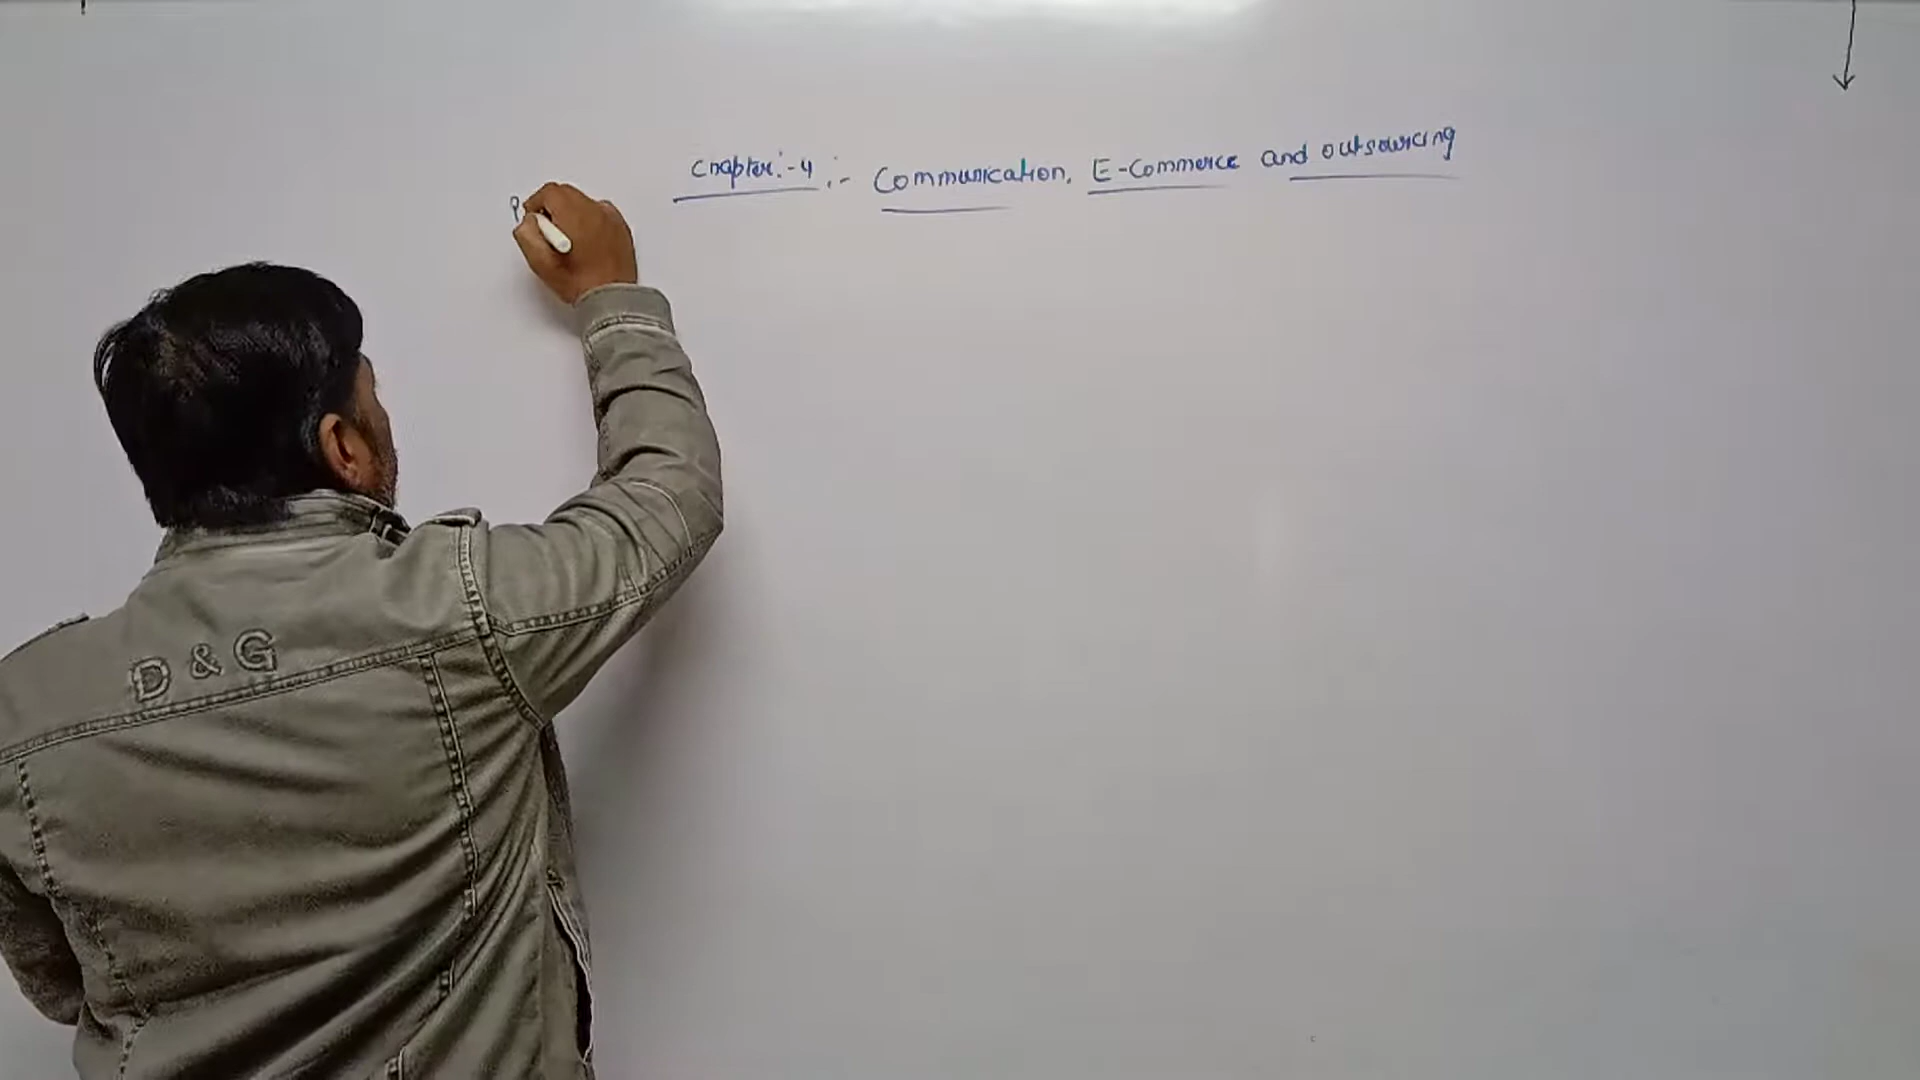 Chapter:-4 :- Communication, E-Commerce and outsourcing
D & G